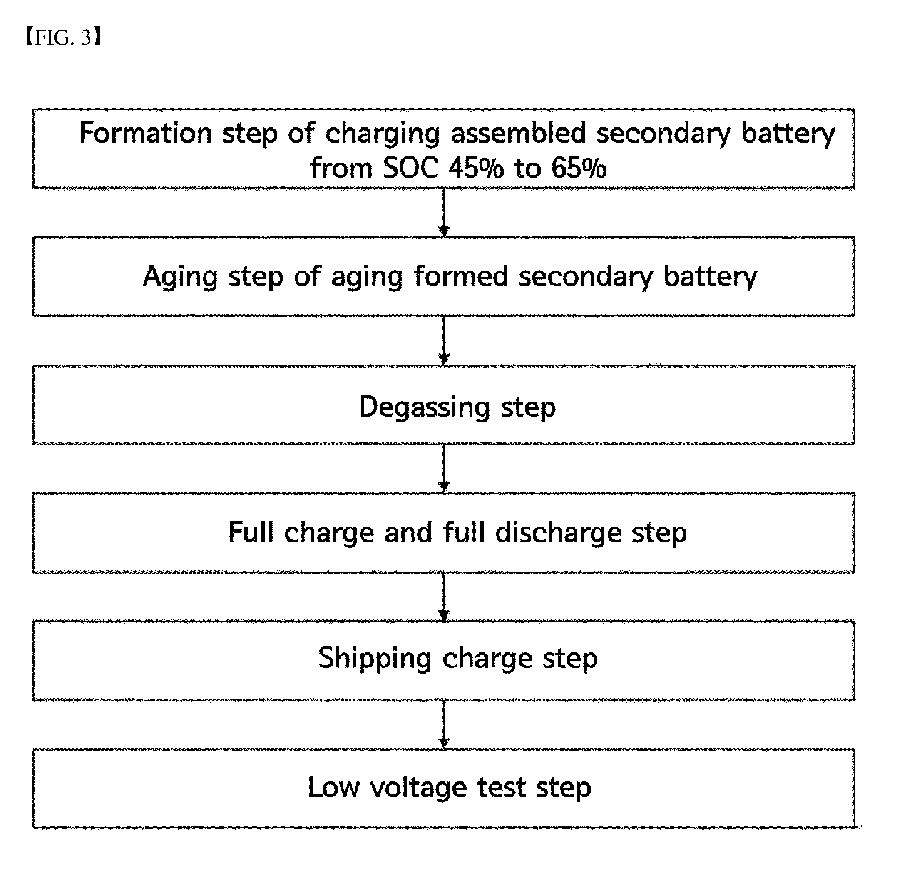 【FIG. 3】
Formation step of charging assembled secondary battery
from SOC 45% to 65%
Aging step of aging formed secondary battery
Degassing step
Full charge and full discharge step
Shipping charge step
Low voltage test step